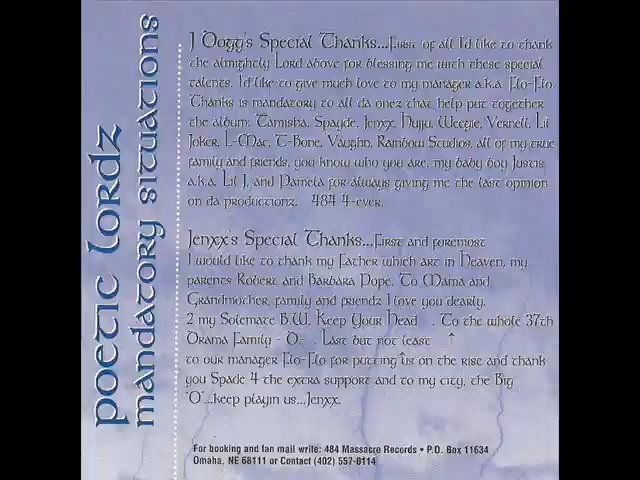 poetic lordz
mandatory situations
J Dogg's Special Thanks...First of all I'd like to thank
the almightly Lord above for blessing me with these special
talents. I'd like to give much love to my manager a.k.a. Flo-Flo.
Thanks is mandatory to all da onez that help put together
the album: Tamisha, Spayde, Jenxx, Hujju, Weegie, Vernell, Lil
Joker, L-Mac, T-Bone, Vaughn, Rainbow Studios, all of my true
family and friends, you know who you are, my baby boy Justis
a.k.a. Lil J, and Pamela for always giving me the last opinion
on da productionz. 484 4-ever.
Jenxx's Special Thanks...First and foremost
I would like to thank my Father which art in Heaven, my
parents Robert and Barbara Pope. To Mama and
Grandmother, family and friendz I love you dearly.
2 my Solemate B.W. Keep Your Head . To the whole 37th
Drama Family - O- . Last but not least ↑
to our manager Flo-Flo for putting us on the rise and thank
you Spade 4 the extra support and to my city, the Big
"O"...keep playin us...Jenxx.
For booking and fan mail write: 484 Massacre Records • P.O. Box 11634
Omaha, NE 68111 or Contact (402) 557-0114